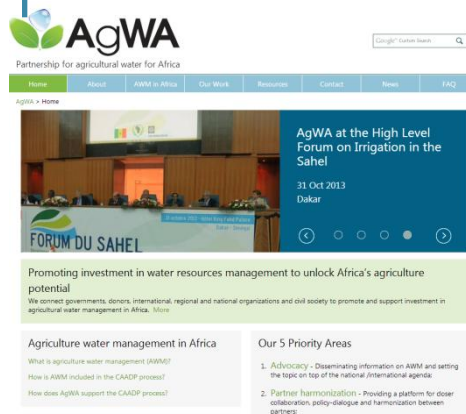 AgWA
Partnership for agricultural water for Africa
Google™ Custom Search
Home About AWM in Africa Our Work Resources Contact News FAQ
AgWA > Home
AgWA at the High Level
Forum on Irrigation in the
Sahel
31 Oct 2013
Dakar
FORUM DU SAHEL
Promoting investment in water resources management to unlock Africa's agriculture
potential
We connect governments, donors, international, regional and national organizations and civil society to promote and support investment in
agricultural water management in Africa. More
Agriculture water management in Africa
What is agriculture water management (AWM)?
How is AWM included in the CAADP process?
How does AgWA support the CAADP process?
Our 5 Priority Areas
1. Advocacy - Disseminating information on AWM and setting
the topic on top of the national /international agenda;
2. Partner harmonization - Providing a platform for closer
collaboration, policy-dialogue and harmonization between
partners;